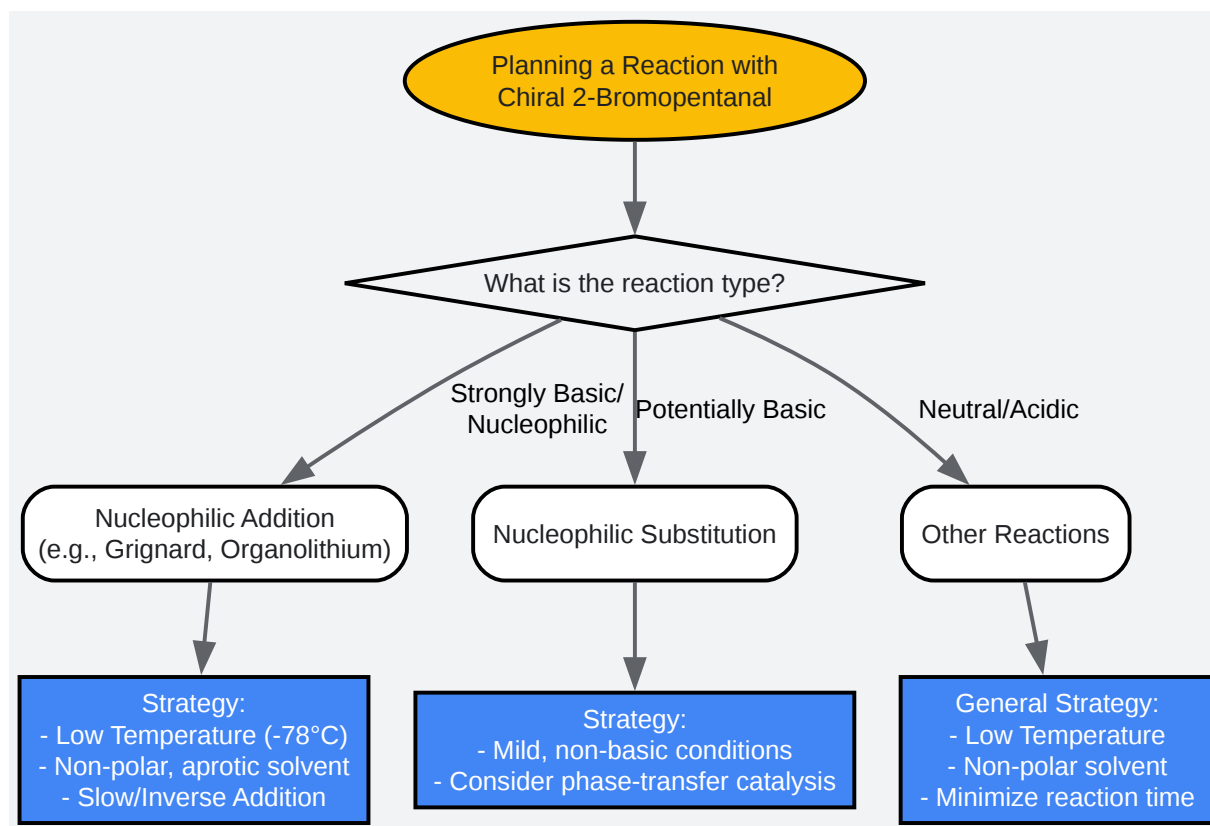 Planning a Reaction with
Chiral 2-Bromopentanal
What is the reaction type?
Strongly Basic/
Nucleophilic
Potentially Basic
Neutral/Acidic
Nucleophilic Addition
(e.g., Grignard, Organolithium)
Nucleophilic Substitution
Other Reactions
Strategy:
- Low Temperature (-78°C)
- Non-polar, aprotic solvent
- Slow/Inverse Addition
Strategy:
- Mild, non-basic conditions
- Consider phase-transfer catalysis
General Strategy:
- Low Temperature
- Non-polar solvent
- Minimize reaction time